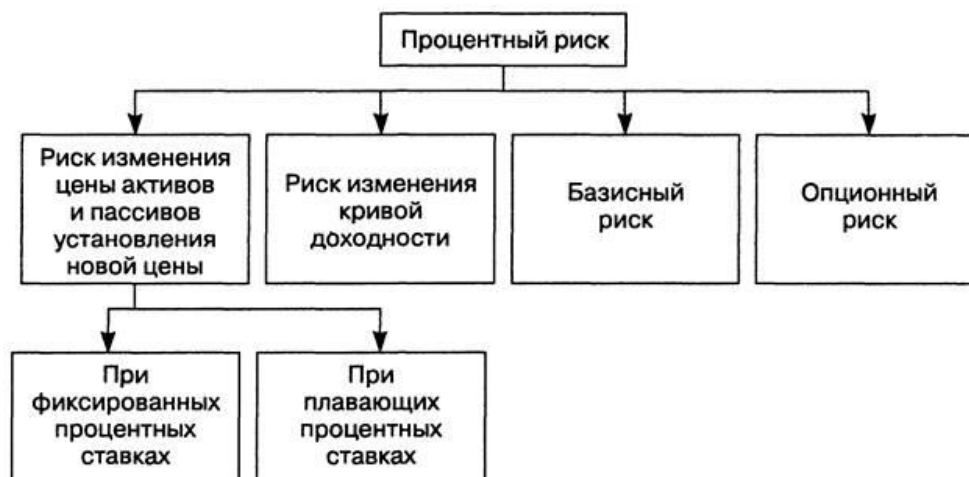 Процентный риск
Риск изменения
цены активов
и пассивов
установления
новой цены
Риск изменения
кривой
доходности
Базисный
риск
Опционный
риск
При
фиксированных
процентных
ставках
При
плавающих
процентных
ставках